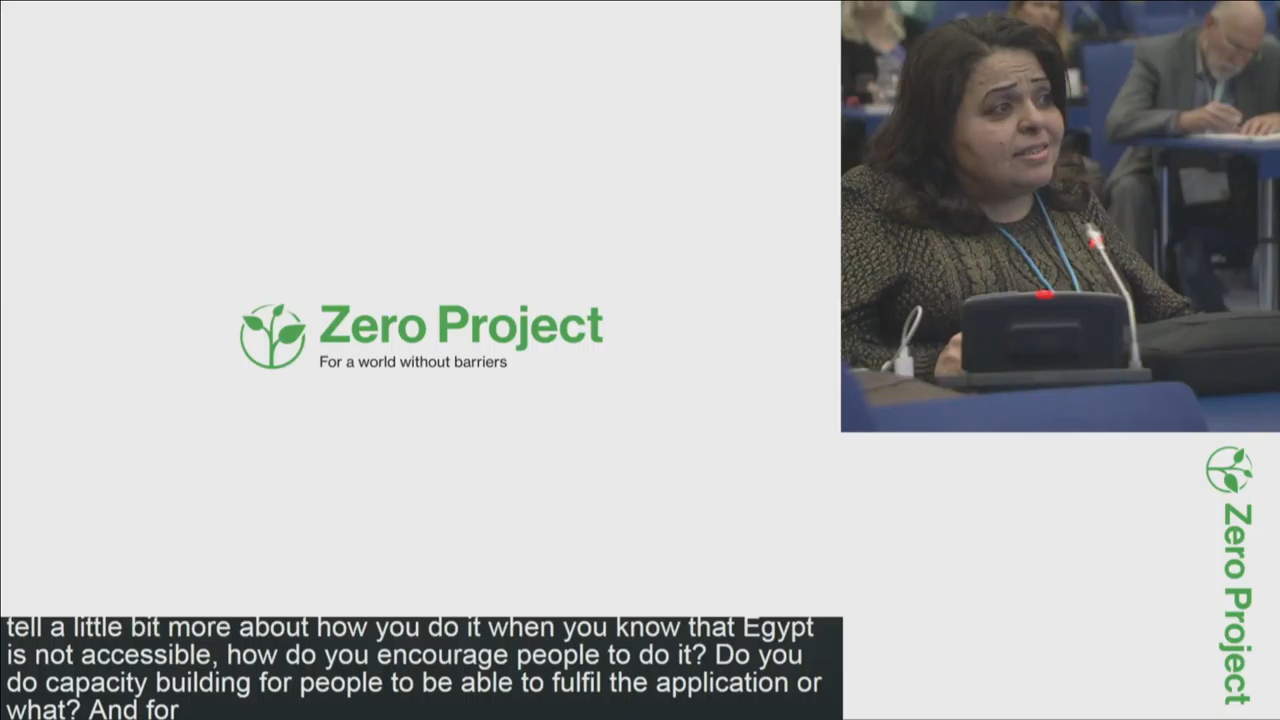 Zero Project
For a world without barriers
Zero Project
tell a little bit more about how you do it when you know that Egypt
is not accessible, how do you encourage people to do it? Do you
do capacity building for people to be able to fulfil the application or
what? And for